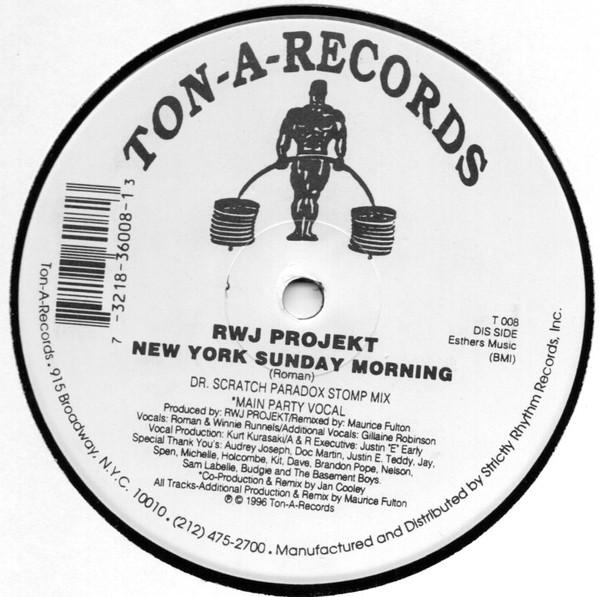 TON-A-RECORDS
7 -3218-36008-1 3
T 008
DIS SIDE
Esthers Music
(BMI)
RWJ PROJEKT
NEW YORK SUNDAY MORNING
(Roman)
DR. SCRATCH PARADOX STOMP MIX
*MAIN PARTY VOCAL
Produced by: RWJ PROJEKT/Remixed by: Maurice Fulton
Vocals: Roman & Winnie Runnels/Additional Vocals: Gillaine Robinson
Vocal Production: Kurt Kurasaki/A & R Executive: Justin "E" Early
Special Thank You's: Audrey Joseph, Doc Martin, Justin E. Teddy, Jay,
Spen, Michelle, Holcombe, Kit, Dave, Brandon Pope, Nelson,
Sam Labelle, Budgie and The Basement Boys.
*Co-Production & Remix by Jan Cooley
All Tracks-Additional Production & Remix by Maurice Fulton
℗ © 1996 Ton-A-Records
Ton-A-Records • 915 Broadway, N.Y.C. 10010 • (212) 475-2700 • Manufactured and Distributed by Strictly Rhythm Records, Inc.